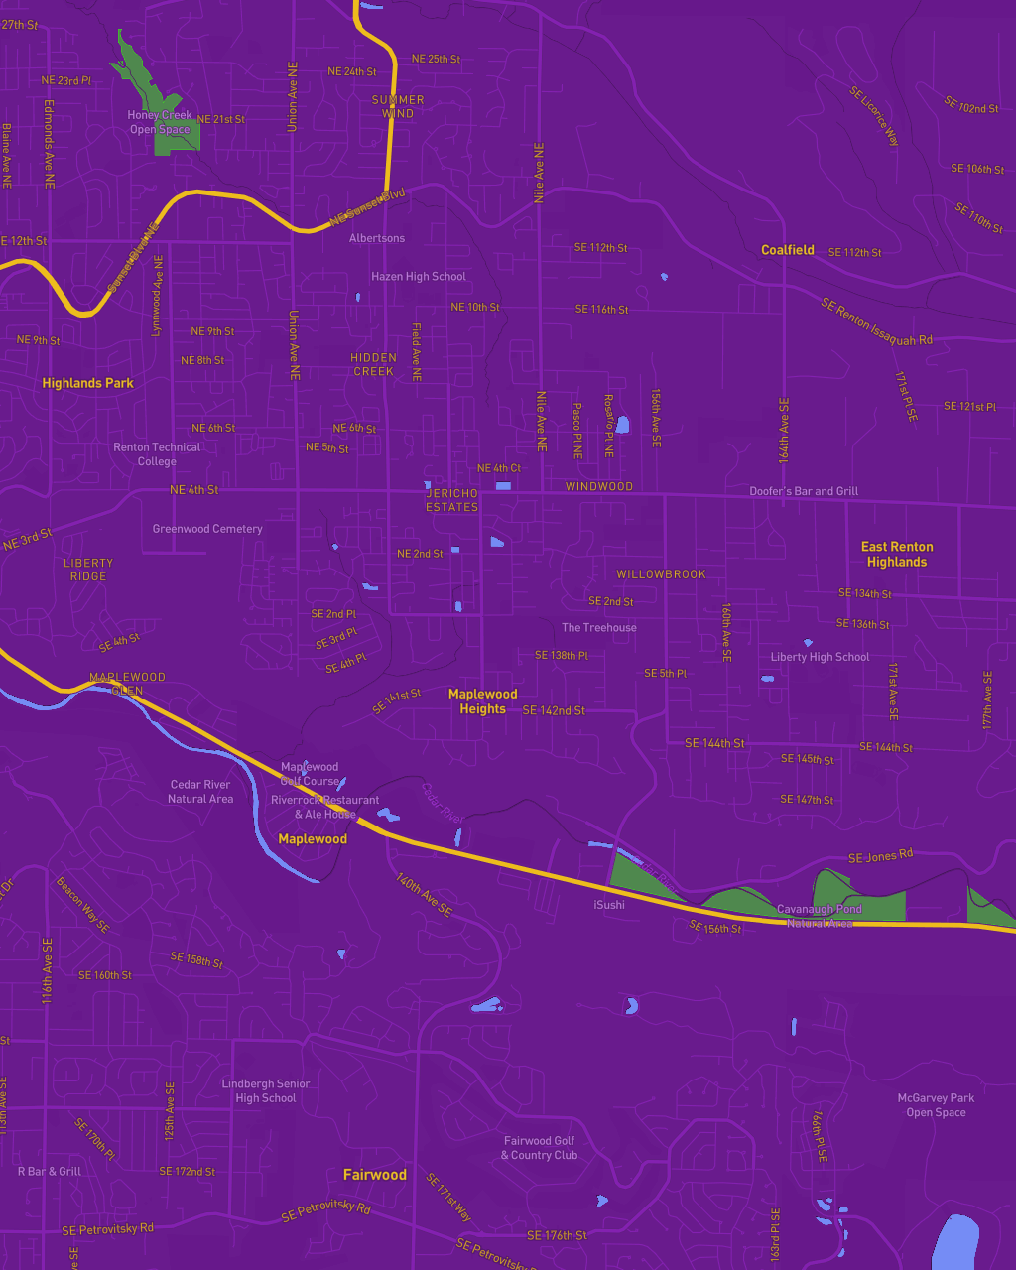 27th St
NE 24th St
NE 25th St
NE 23rd Pl
SUMMER
WIND
Union Ave NE
Edmonds Ave NE
Blaine Ave NE
Honey Creek
Open Space
NE 21st St
SE Licorice Way
SE 102nd St
SE 106th St
SE 110th St
Nile Ave NE
NE Sunset Blvd
E 12th St
Sunset Blvd NE
Lynnwood Ave NE
Albertsons
Hazen High School
SE 112th St
Coalfield
SE 112th St
NE 10th St
SE 116th St
SE Renton Issaquah Rd
NE 9th St
NE 9th St
Union Ave NE
Field Ave NE
NE 8th St
HIDDEN
CREEK
Highlands Park
Nile Ave NE
Pasco Pl NE
Rosario Pl NE
156th Ave SE
164th Ave SE
171st Pl SE
SE 121st Pl
NE 6th St
NE 6th St
NE 5th St
Renton Technical
College
NE 4th Ct
NE 4th St
JERICHO
ESTATES
WINDWOOD
Doofer's Bar and Grill
Greenwood Cemetery
NE 3rd St
NE 2nd St
LIBERTY
RIDGE
WILLOWBROOK
East Renton
Highlands
SE 134th St
SE 2nd Pl
SE 2nd St
SE 3rd Pl
SE 4th Pl
SE 4th St
The Treehouse
160th Ave SE
SE 136th St
SE 138th Pl
Liberty High School
SE 5th Pl
171st Ave SE
177th Ave SE
MAPLEWOOD
GLEN
SE 141st St
Maplewood
Heights
SE 142nd St
SE 144th St
SE 144th St
SE 145th St
SE 147th St
Maplewood
Golf Course
Cedar River
Natural Area
Riverrock Restaurant
& Ale House
Cedar River
Maplewood
SE Jones Rd
140th Ave SE
Beacon Way SE
iSushi
Cavanaugh Pond
Natural Area
SE 156th St
116th Ave SE
SE 158th St
SE 160th St
St
Lindbergh Senior
High School
113th Ave SE
125th Ave SE
McGarvey Park
Open Space
SE 170th Pl
166th Pl SE
Fairwood Golf
& Country Club
R Bar & Grill
SE 172nd St
Fairwood
SE 171st Way
SE Petrovitsky Rd
SE Petrovitsky Rd
SE 176th St
163rd Pl SE
SE Petrovitsky
ve SE